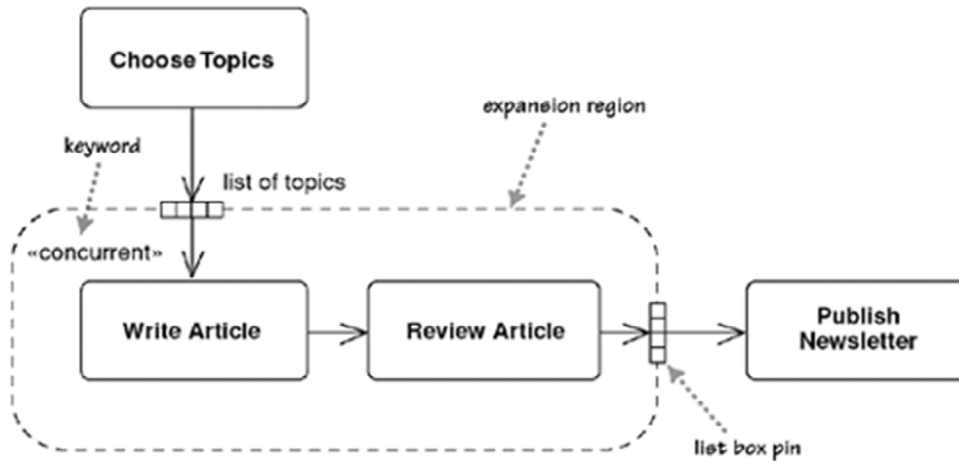 Choose Topics
expansion region
keyword
list of topics
«concurrent»
Write Article
Review Article
Publish
Newsletter
list box pin